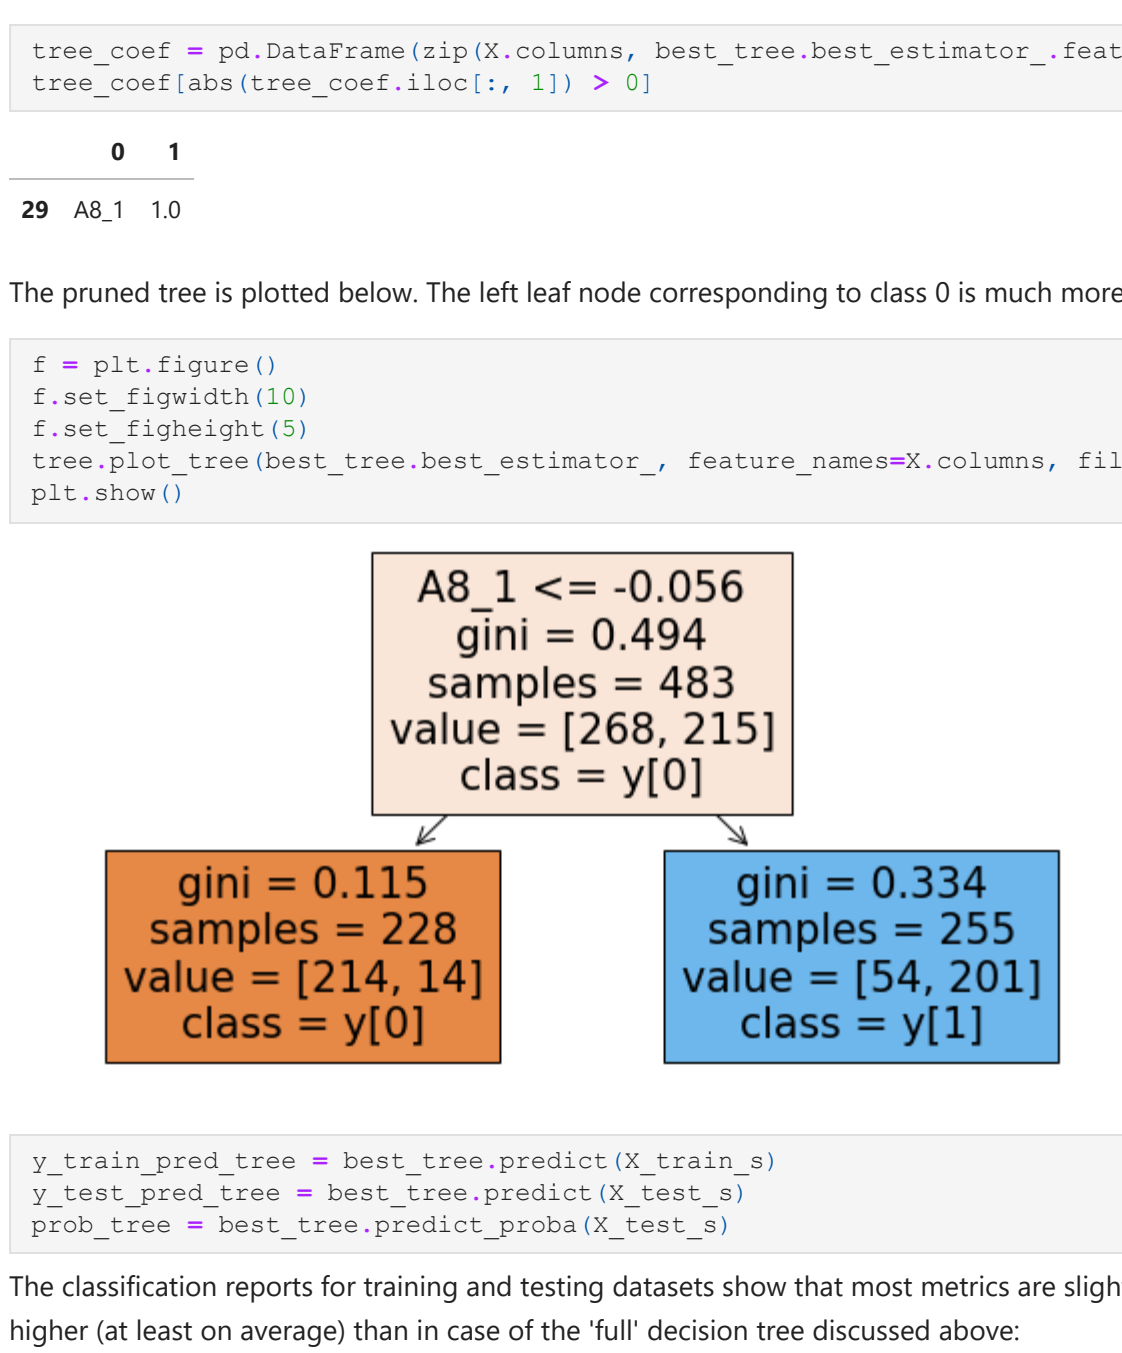 tree_coef = pd.DataFrame(zip(X.columns, best_tree.best_estimator_.feat
tree_coef[abs(tree_coef.iloc[:, 1]) > 0]
0 1
29 A8_1 1.0
The pruned tree is plotted below. The left leaf node corresponding to class 0 is much more
f = plt.figure()
f.set_figwidth(10)
f.set_figheight(5)
tree.plot_tree(best_tree.best_estimator_, feature_names=X.columns, fil
plt.show()
A8_1 <= -0.056
gini = 0.494
samples = 483
value = [268, 215]
class = y[0]
gini = 0.115
samples = 228
value = [214, 14]
class = y[0]
gini = 0.334
samples = 255
value = [54, 201]
class = y[1]
y_train_pred_tree = best_tree.predict(X_train_s)
y_test_pred_tree = best_tree.predict(X_test_s)
prob_tree = best_tree.predict_proba(X_test_s)
The classification reports for training and testing datasets show that most metrics are sligh
higher (at least on average) than in case of the 'full' decision tree discussed above: